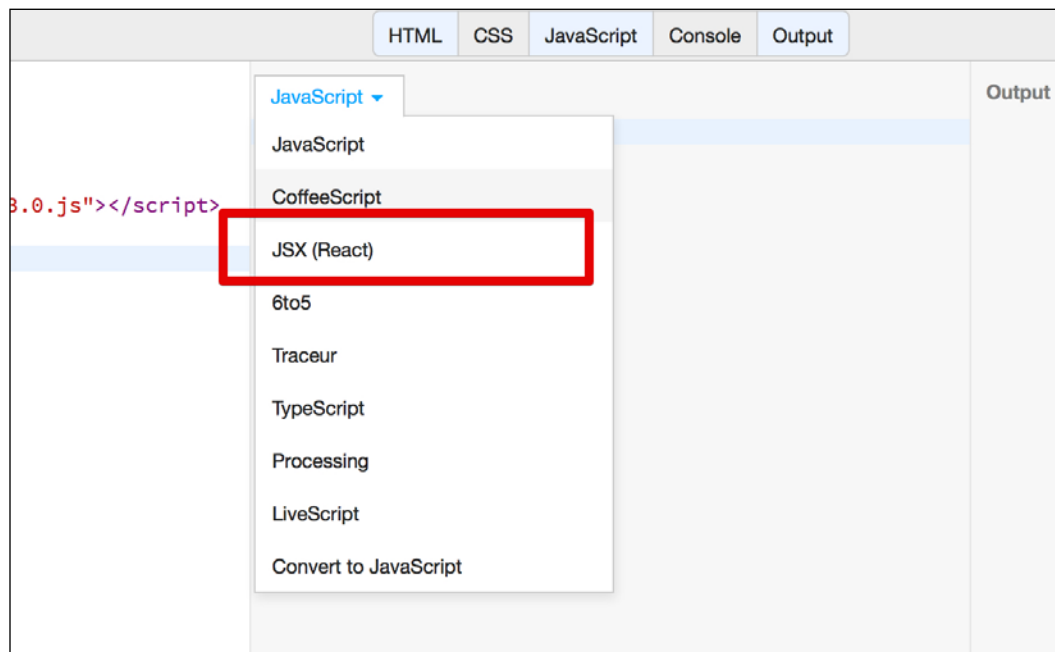 HTML CSS JavaScript Console Output
JavaScript
Output
JavaScript
CoffeeScript
3.0.js"></script>
JSX (React)
6to5
Traceur
TypeScript
Processing
LiveScript
Convert to JavaScript